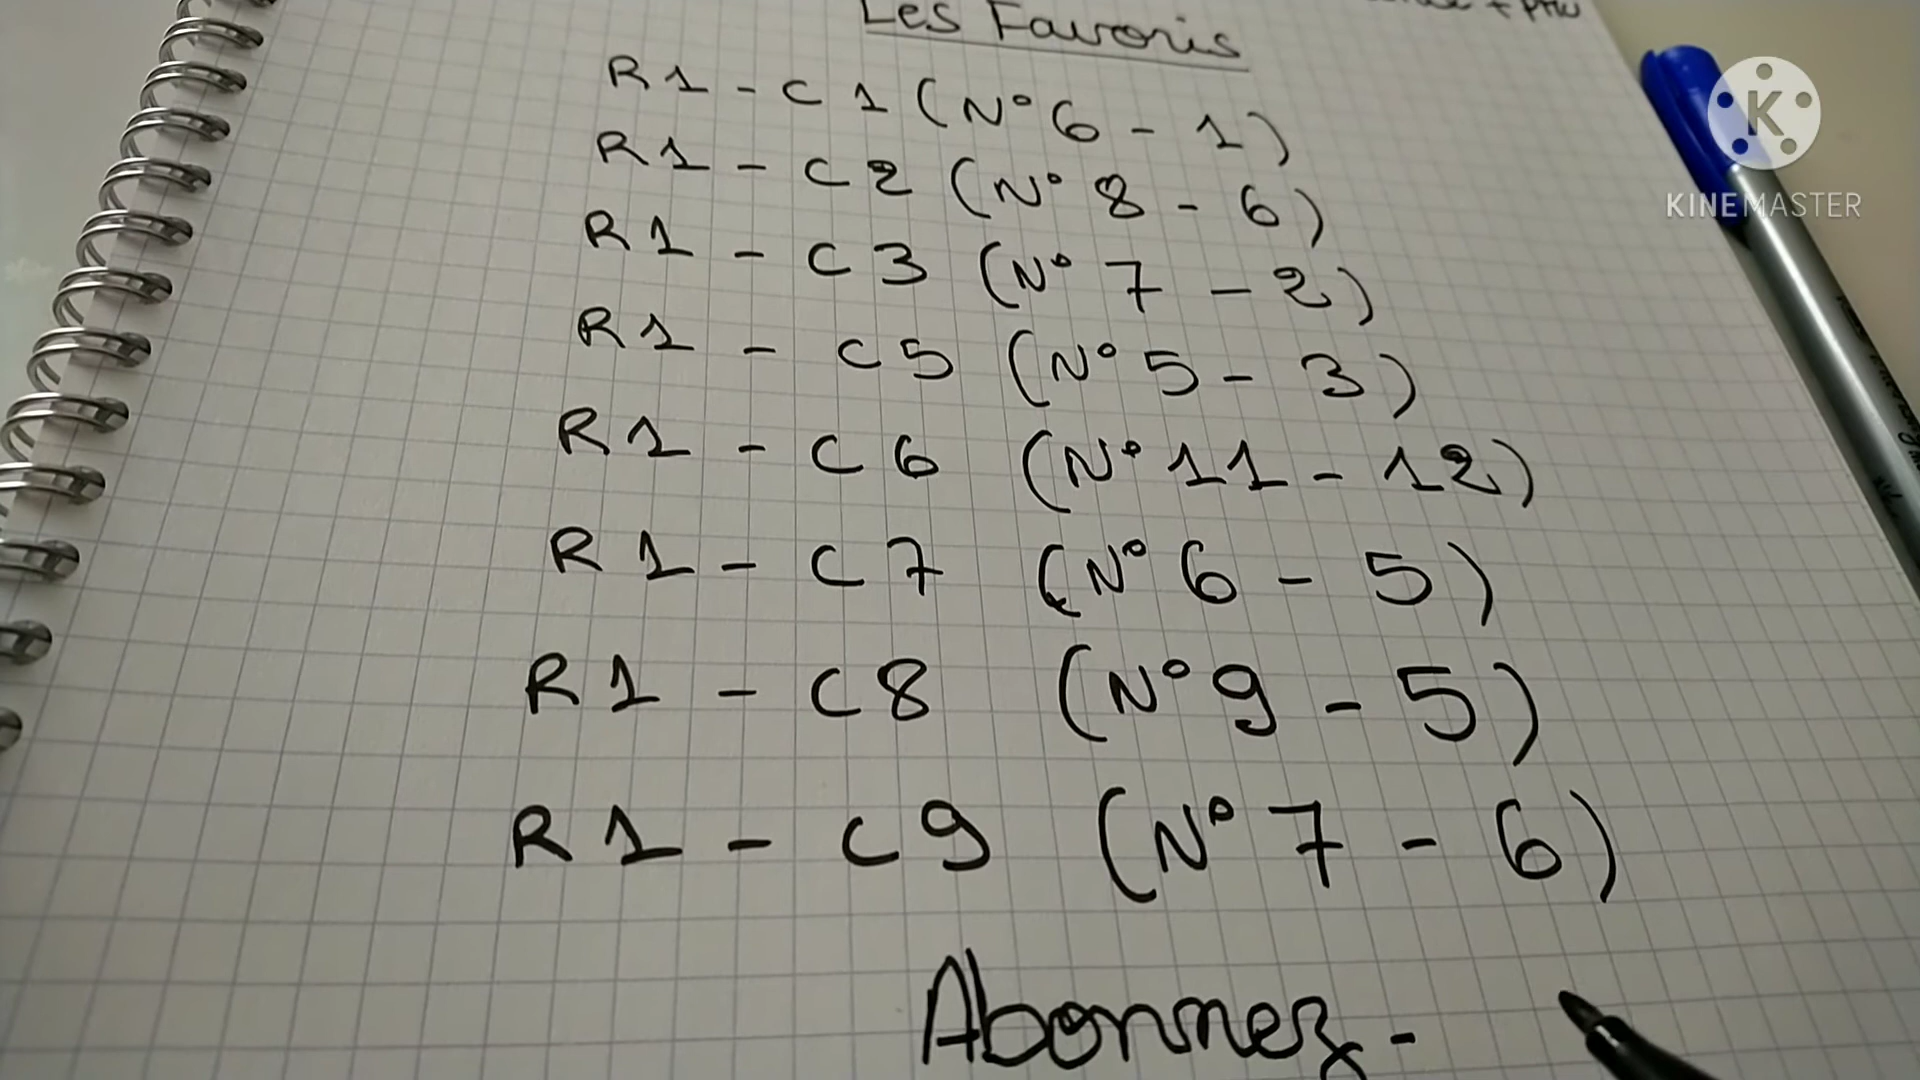 Les Favoris
R1 - C1 (N° 6 - 1)
R1 - C2 (N° 8 - 6)
R1 - C3 (N° 7 - 2)
R1 - C5 (N° 5 - 3)
R1 - C6 (N° 11 - 12)
R1 - C7 (N° 6 - 5)
R1 - C8 (N° 9 - 5)
R1 - C9 (N° 7 - 6)
Abonnez -
K
KINEMASTER